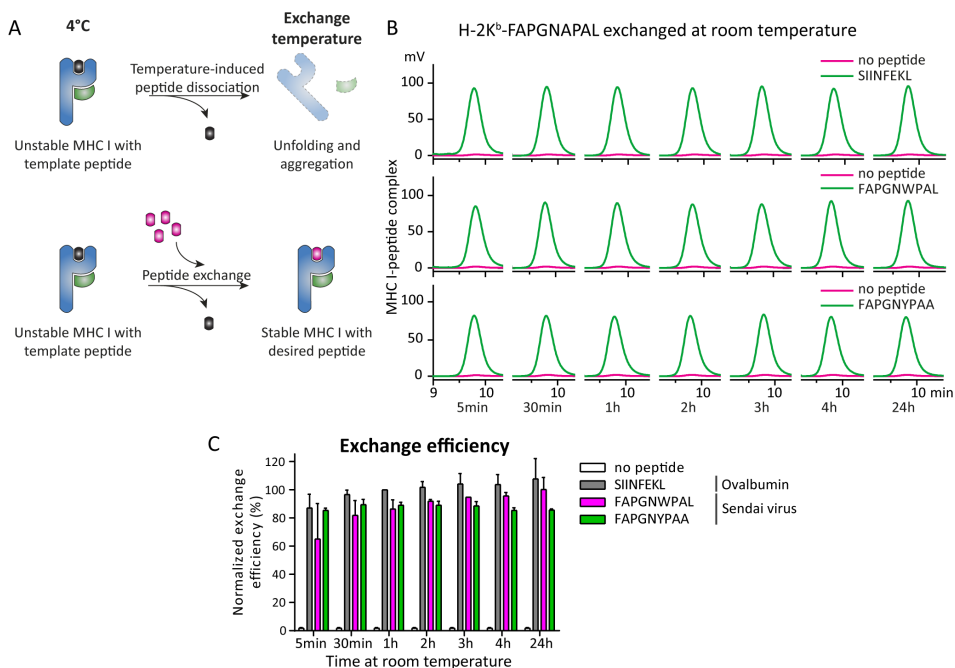 A
4°C
Exchange
temperature
Temperature-induced
peptide dissociation
Unstable MHC I with
template peptide
Unfolding and
aggregation
Peptide exchange
Unstable MHC I with
template peptide
Stable MHC I with
desired peptide
B
H-2Kᵇ-FAPGNAPAL exchanged at room temperature
mV
MHC I-peptide complex
100
50
0
no peptide
SIINFEKL
100
50
0
no peptide
FAPGNWPAL
100
50
0
no peptide
FAPGNYPAA
9 10 10 10 10 10 10 10 min
5min 30min 1h 2h 3h 4h 24h
C
Exchange efficiency
Normalized exchange
efficiency (%)
120
100
80
60
40
20
0
5min 30min 1h 2h 3h 4h 24h
Time at room temperature
no peptide
SIINFEKL
FAPGNWPAL
FAPGNYPAA
Ovalbumin
Sendai virus